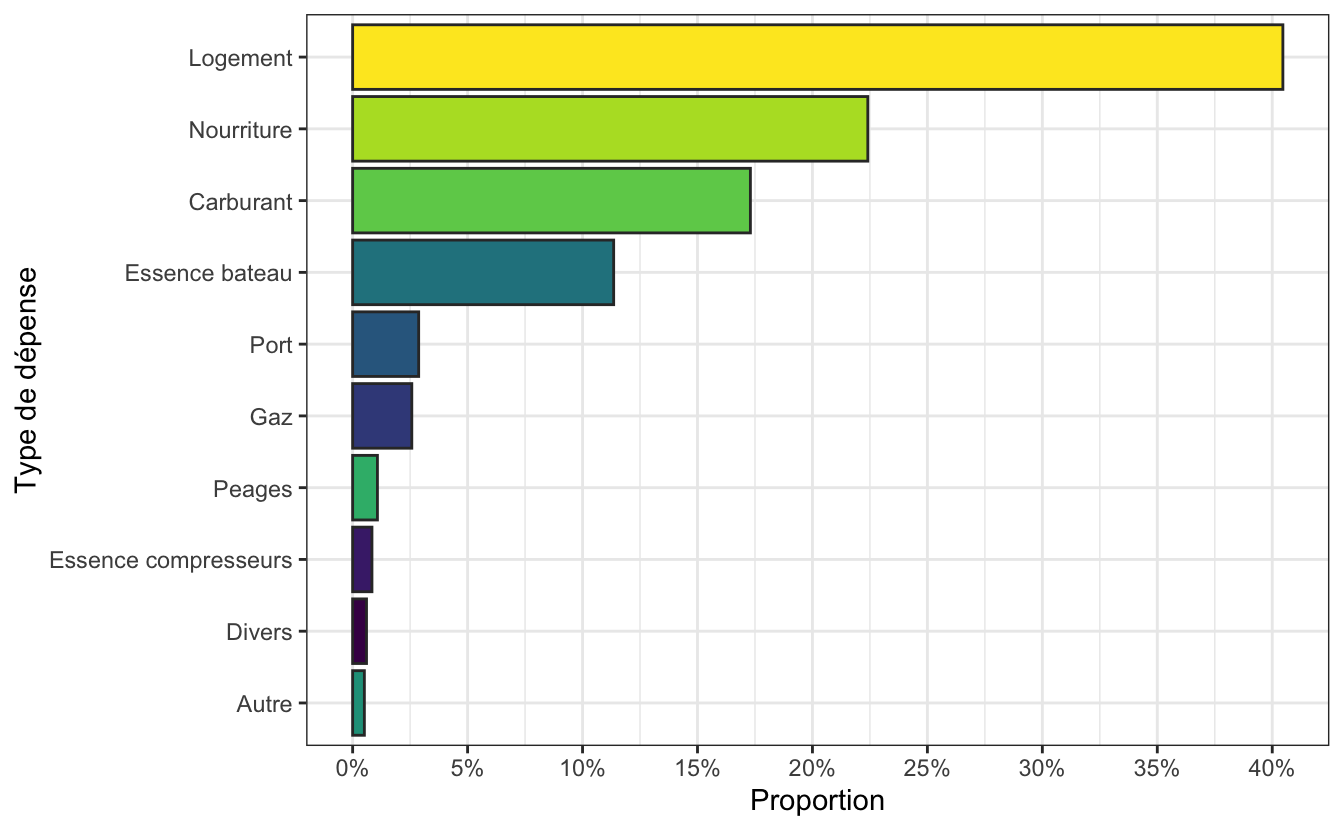 Type de dépense
Logement
Nourriture
Carburant
Essence bateau
Port
Gaz
Peages
Essence compresseurs
Divers
Autre
0% 5% 10% 15% 20% 25% 30% 35% 40%
Proportion